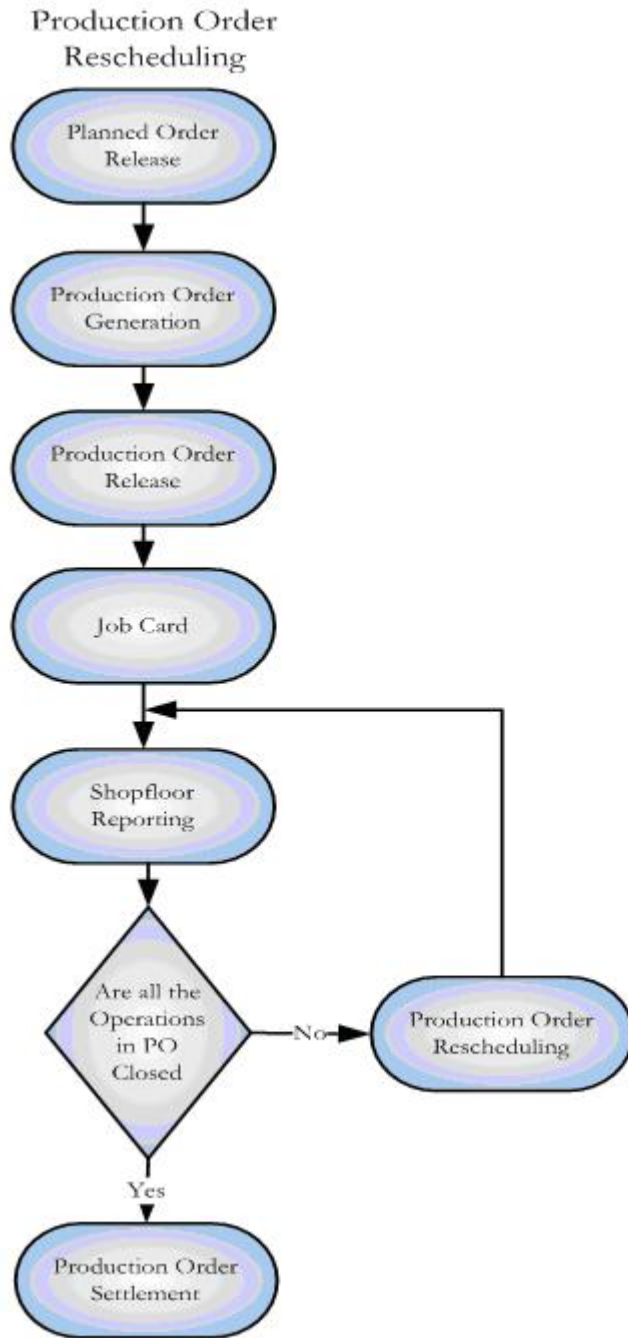 Production Order
Rescheduling
Planned Order
Release
Production Order
Generation
Production Order
Release
Job Card
Shopfloor
Reporting
Are all the
Operations
in PO
Closed
No
Production Order
Rescheduling
Yes
Production Order
Settlement